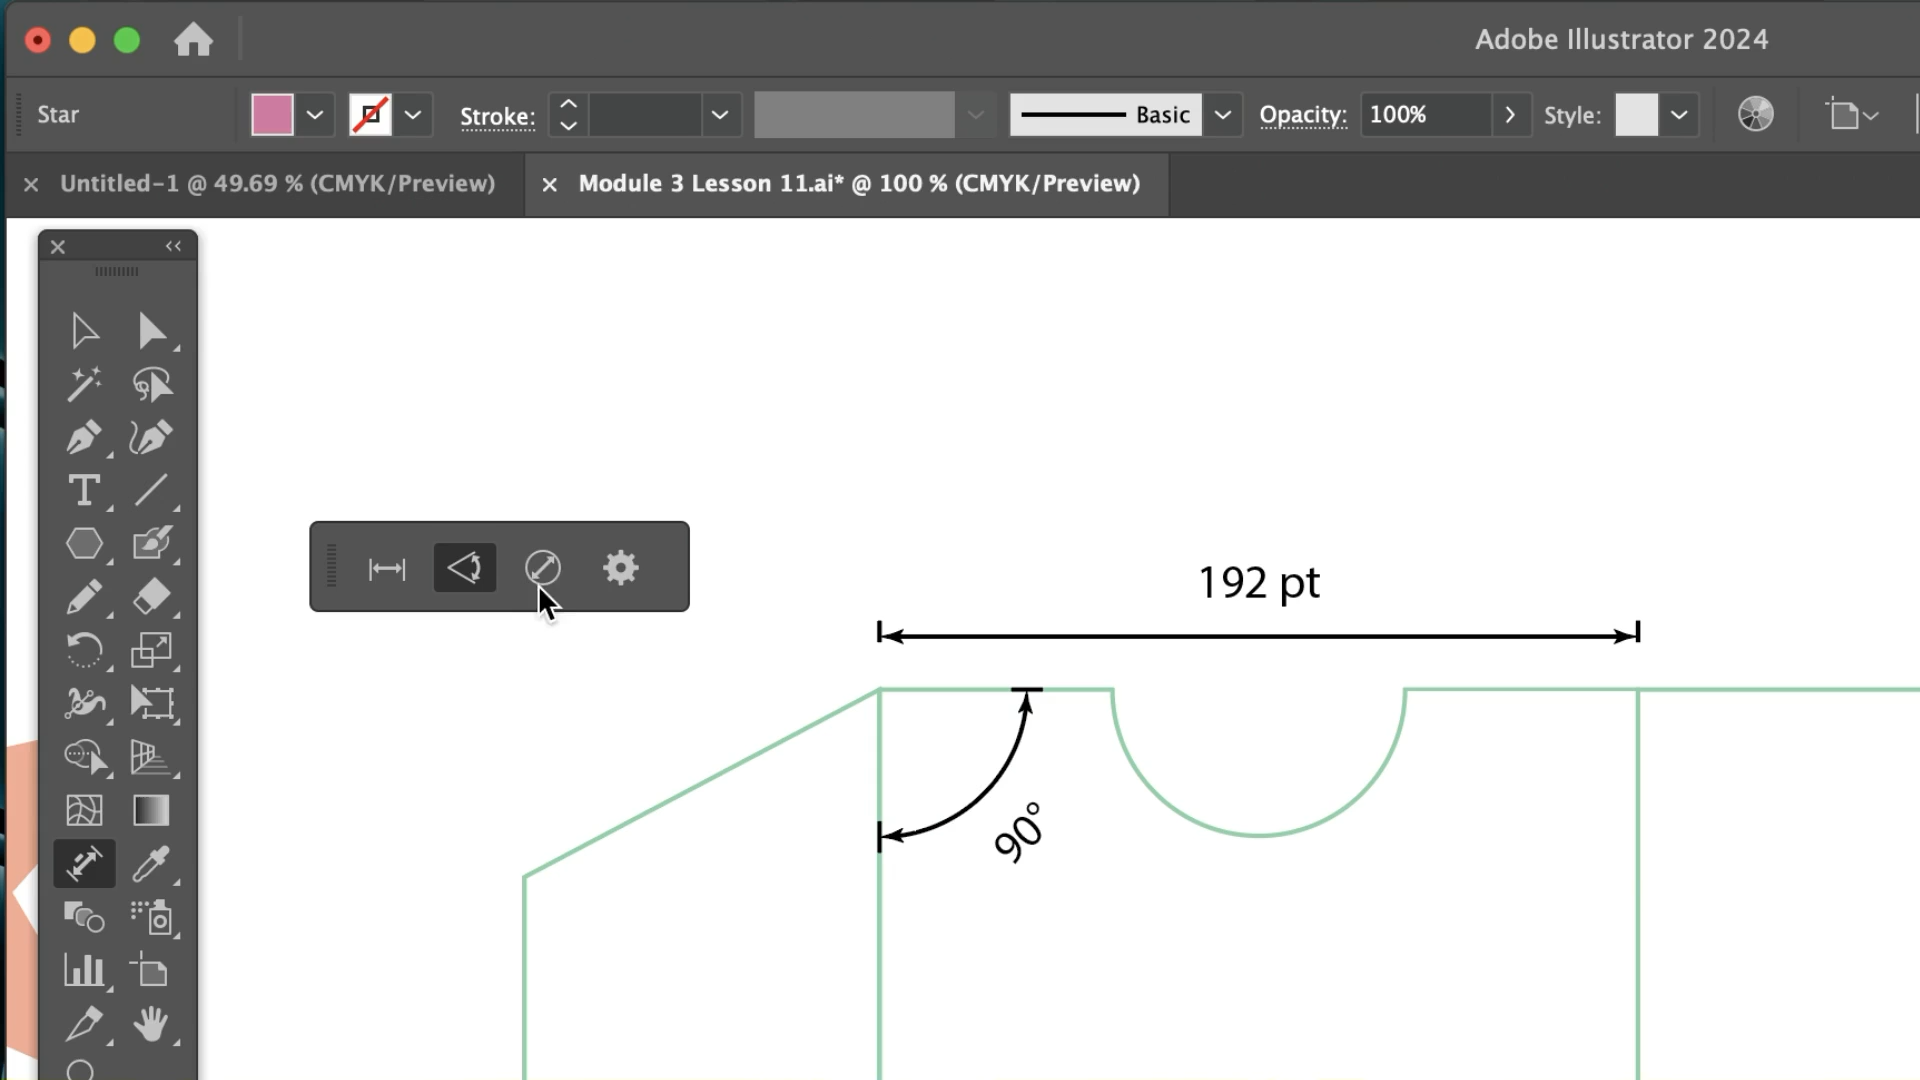 Adobe Illustrator 2024
Star
Stroke:
Basic
Opacity: 100%
Style:
Untitled-1 @ 49.69 % (CMYK/Preview)
Module 3 Lesson 11.ai* @ 100 % (CMYK/Preview)
192 pt
90°